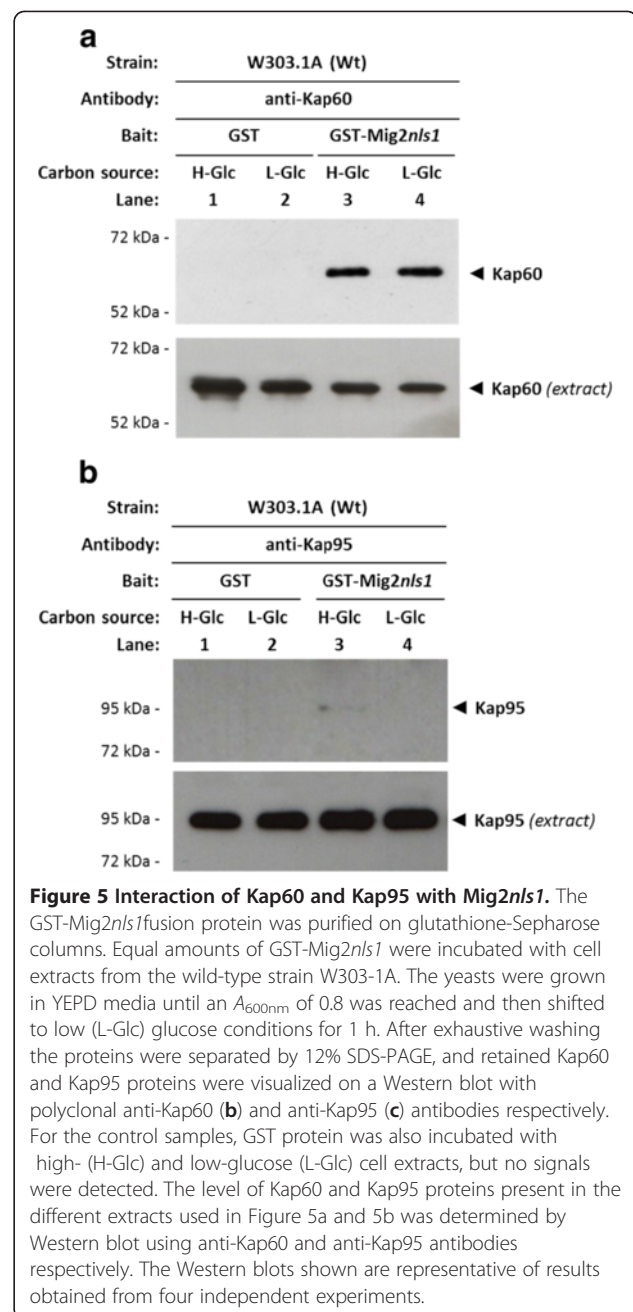 a
Strain: W303.1A (Wt)
Antibody: anti-Kap60
Bait: GST GST-Mig2nls1
Carbon source: H-Glc L-Glc H-Glc L-Glc
Lane: 1 2 3 4
72 kDa -
◄ Kap60
52 kDa -
72 kDa -
◄ Kap60 (extract)
52 kDa -
b
Strain: W303.1A (Wt)
Antibody: anti-Kap95
Bait: GST GST-Mig2nls1
Carbon source: H-Glc L-Glc H-Glc L-Glc
Lane: 1 2 3 4
95 kDa - ◄ Kap95
72 kDa -
95 kDa - ◄ Kap95 (extract)
72 kDa -
Figure 5 Interaction of Kap60 and Kap95 with Mig2nls1. The
GST-Mig2nls1fusion protein was purified on glutathione-Sepharose
columns. Equal amounts of GST-Mig2nls1 were incubated with cell
extracts from the wild-type strain W303-1A. The yeasts were grown
in YEPD media until an A600nm of 0.8 was reached and then shifted
to low (L-Glc) glucose conditions for 1 h. After exhaustive washing
the proteins were separated by 12% SDS-PAGE, and retained Kap60
and Kap95 proteins were visualized on a Western blot with
polyclonal anti-Kap60 (b) and anti-Kap95 (c) antibodies respectively.
For the control samples, GST protein was also incubated with
high- (H-Glc) and low-glucose (L-Glc) cell extracts, but no signals
were detected. The level of Kap60 and Kap95 proteins present in the
different extracts used in Figure 5a and 5b was determined by
Western blot using anti-Kap60 and anti-Kap95 antibodies
respectively. The Western blots shown are representative of results
obtained from four independent experiments.